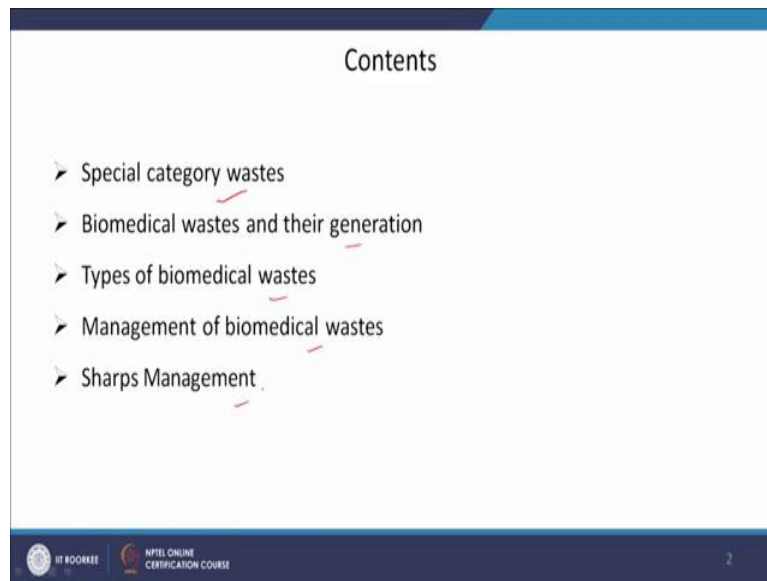 Contents
➤ Special category wastes
➤ Biomedical wastes and their generation
➤ Types of biomedical wastes
➤ Management of biomedical wastes
➤ Sharps Management
IIT ROORKEE
NPTEL ONLINE
CERTIFICATION COURSE
2